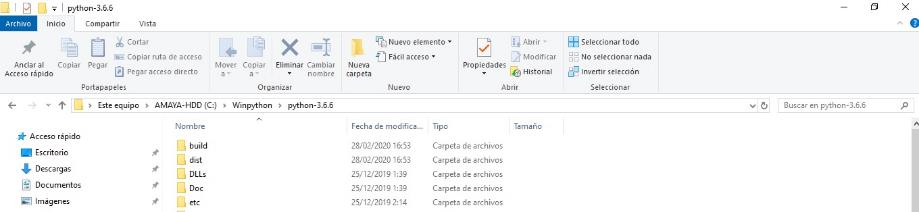 python-3.6.6
Archivo Inicio Compartir Vista
Anclar al Acceso rápido
Copiar
Pegar
Cortar
Copiar ruta de acceso
Pegar acceso directo
Portapapeles
Mover a
Copiar a
Eliminar
Cambiar nombre
Organizar
Nueva carpeta
Nuevo elemento
Fácil acceso
Nuevo
Propiedades
Abrir
Modificar
Historial
Abrir
Seleccionar todo
No seleccionar nada
Invertir selección
Seleccionar
Este equipo > AMAYA-HDD (C:) > Winpython > python-3.6.6
Buscar en python-3.6.6
Acceso rápido
Escritorio
Descargas
Documentos
Imágenes
Nombre Fecha de modifica... Tipo Tamaño
build 28/02/2020 16:53 Carpeta de archivos
dist 28/02/2020 16:53 Carpeta de archivos
DLLs 25/12/2019 1:39 Carpeta de archivos
Doc 25/12/2019 1:39 Carpeta de archivos
etc 25/12/2019 2:14 Carpeta de archivos